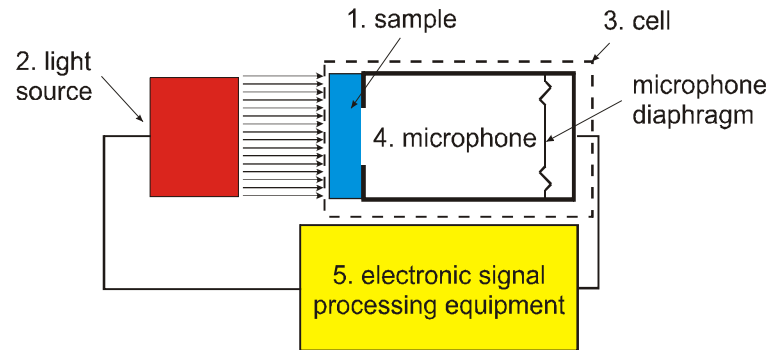 1. sample
2. light
source
3. cell
microphone
diaphragm
4. microphone
5. electronic signal
processing equipment